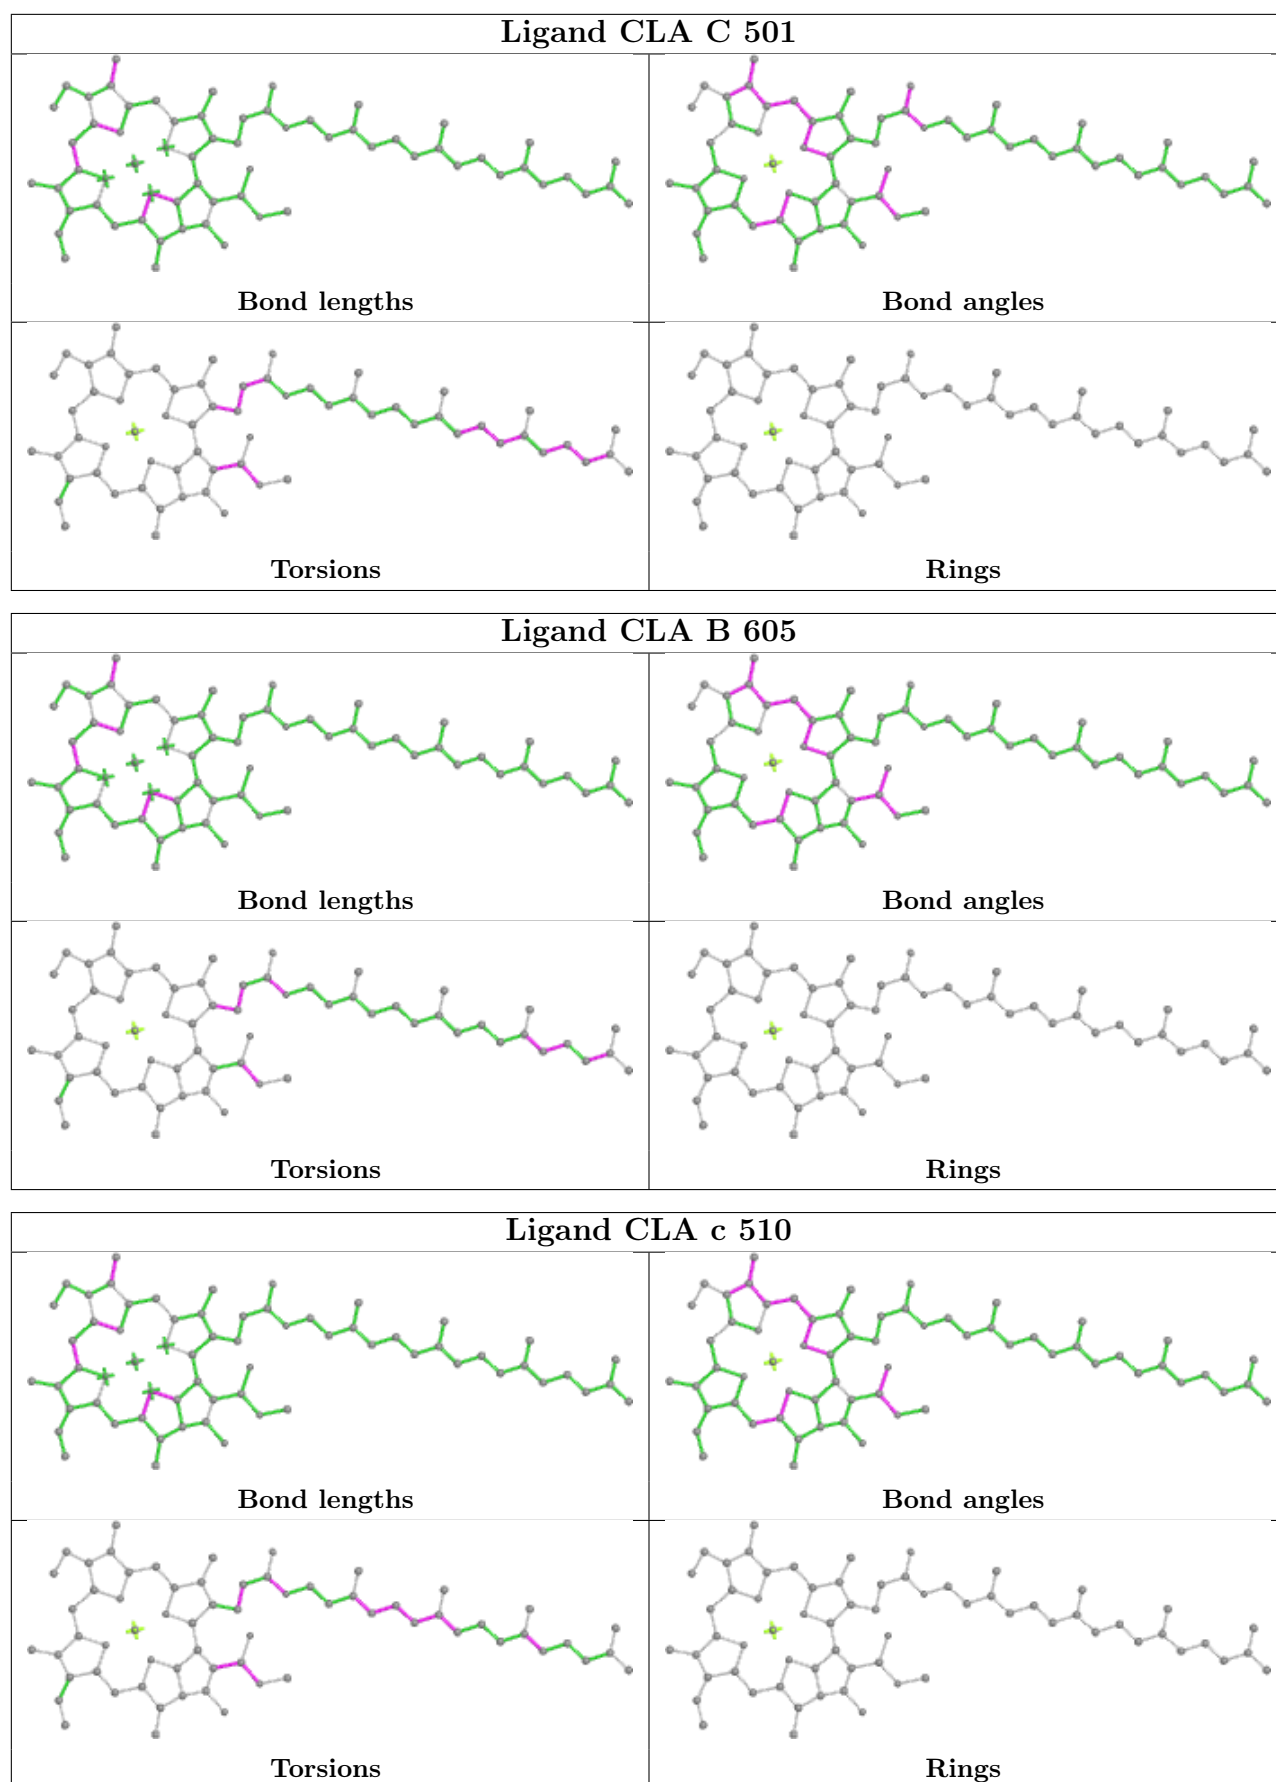 Ligand CLA C 501
Bond lengths
Bond angles
Torsions
Rings
Ligand CLA B 605
Bond lengths
Bond angles
Torsions
Rings
Ligand CLA c 510
Bond lengths
Bond angles
Torsions
Rings